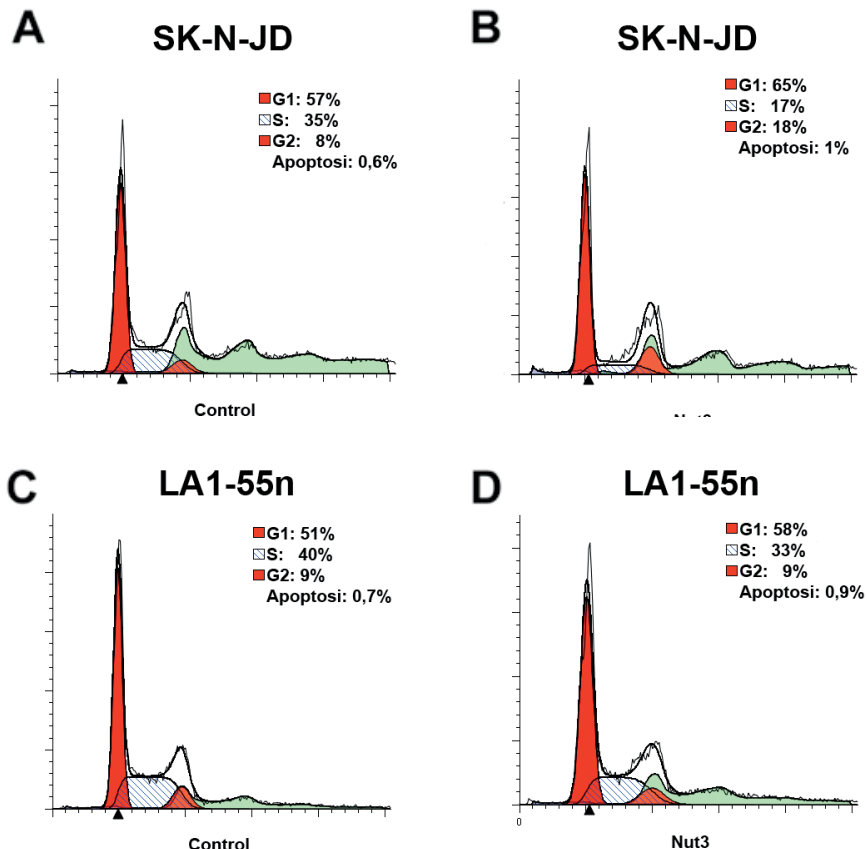 A
SK-N-JD
G1: 57%
S: 35%
G2: 8%
Apoptosi: 0,6%
Control
B
SK-N-JD
G1: 65%
S: 17%
G2: 18%
Apoptosi: 1%
C
LA1-55n
G1: 51%
S: 40%
G2: 9%
Apoptosi: 0,7%
Control
D
LA1-55n
G1: 58%
S: 33%
G2: 9%
Apoptosi: 0,9%
0
Nut3